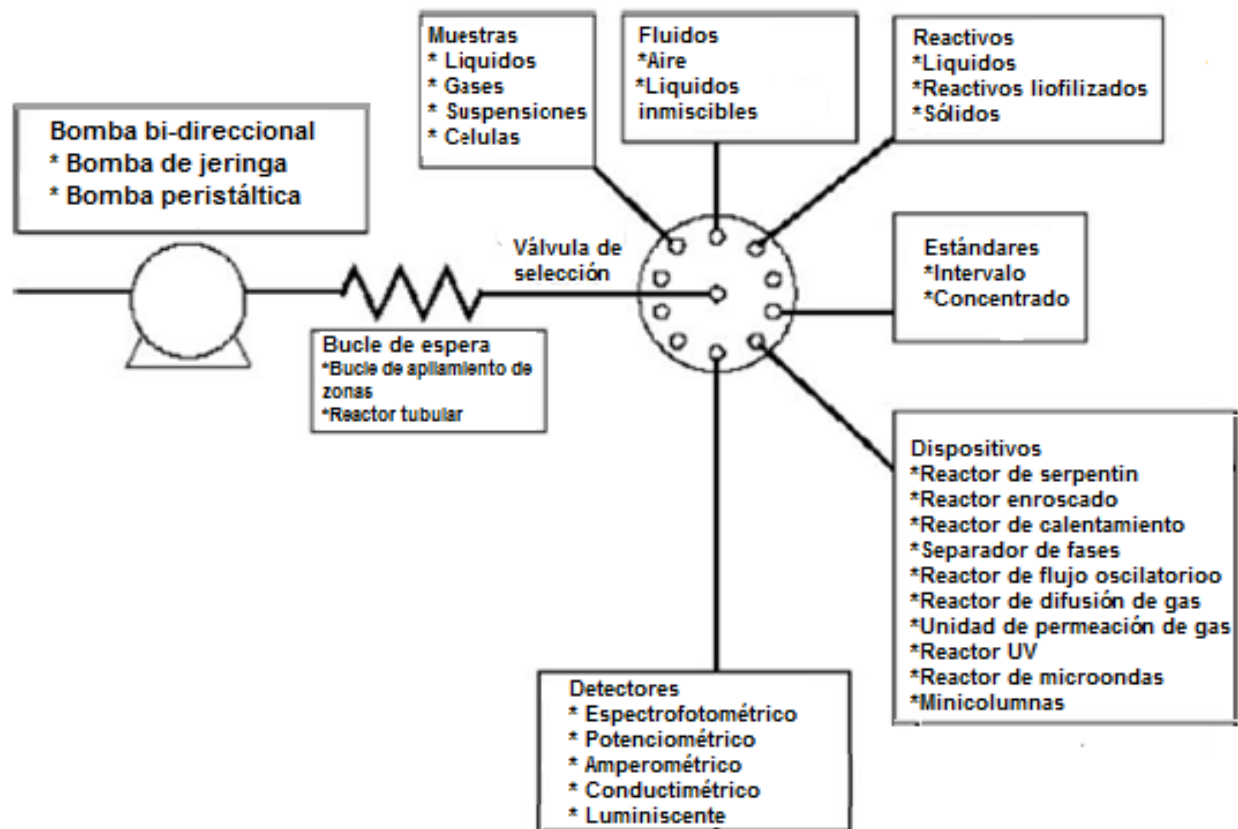 Muestras
* Liquidos
* Gases
* Suspensiones
* Celulas
Fluidos
*Aire
*Liquidos
inmiscibles
Reactivos
*Liquidos
*Reactivos liofilizados
*Sólidos
Bomba bi-direccional
* Bomba de jeringa
* Bomba peristáltica
Válvula de
selección
Estándares
*Intervalo
*Concentrado
Bucle de espera
*Bucle de apilamiento de
zonas
*Reactor tubular
Dispositivos
*Reactor de serpentin
*Reactor enroscado
*Reactor de calentamiento
*Separador de fases
*Reactor de flujo oscilatorioo
*Reactor de difusión de gas
*Unidad de permeación de gas
*Reactor UV
*Reactor de microondas
*Minicolumnas
Detectores
* Espectrofotométrico
* Potenciométrico
* Amperométrico
* Conductimétrico
* Luminiscente